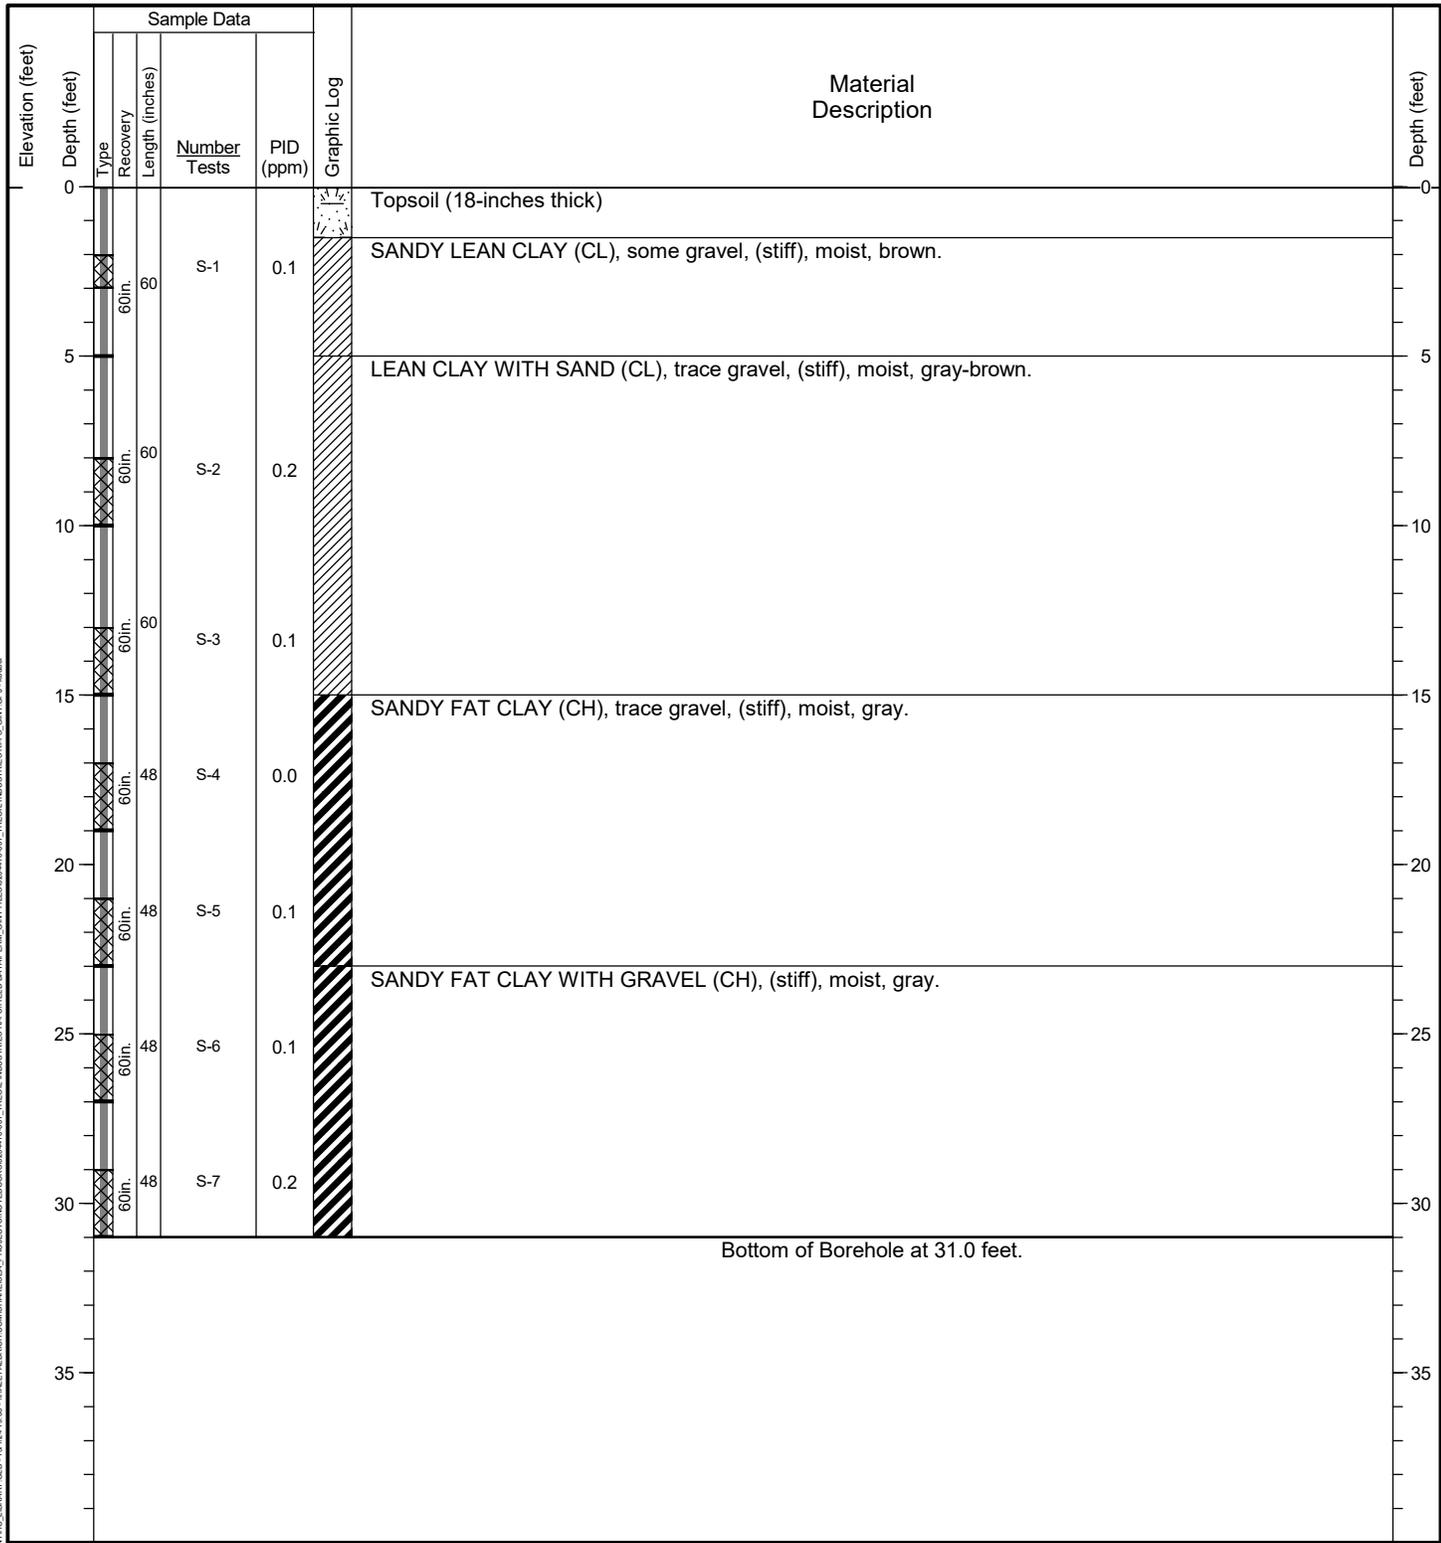 Sample Data
Elevation (feet)
Depth (feet)
Type
Recovery
Length (inches)
Number
Tests
PID
(ppm)
Graphic Log
Material
Description
Depth (feet)
0
Topsoil (18-inches thick)
0
SANDY LEAN CLAY (CL), some gravel, (stiff), moist, brown.
60in.
60
S-1
0.1
5
LEAN CLAY WITH SAND (CL), trace gravel, (stiff), moist, gray-brown.
5
60in.
60
S-2
0.2
10
10
60in.
60
S-3
0.1
15
SANDY FAT CLAY (CH), trace gravel, (stiff), moist, gray.
15
60in.
48
S-4
0.0
20
20
60in.
48
S-5
0.1
SANDY FAT CLAY WITH GRAVEL (CH), (stiff), moist, gray.
25
25
60in.
48
S-6
0.1
60in.
48
S-7
0.2
30
30
Bottom of Borehole at 31.0 feet.
35
35